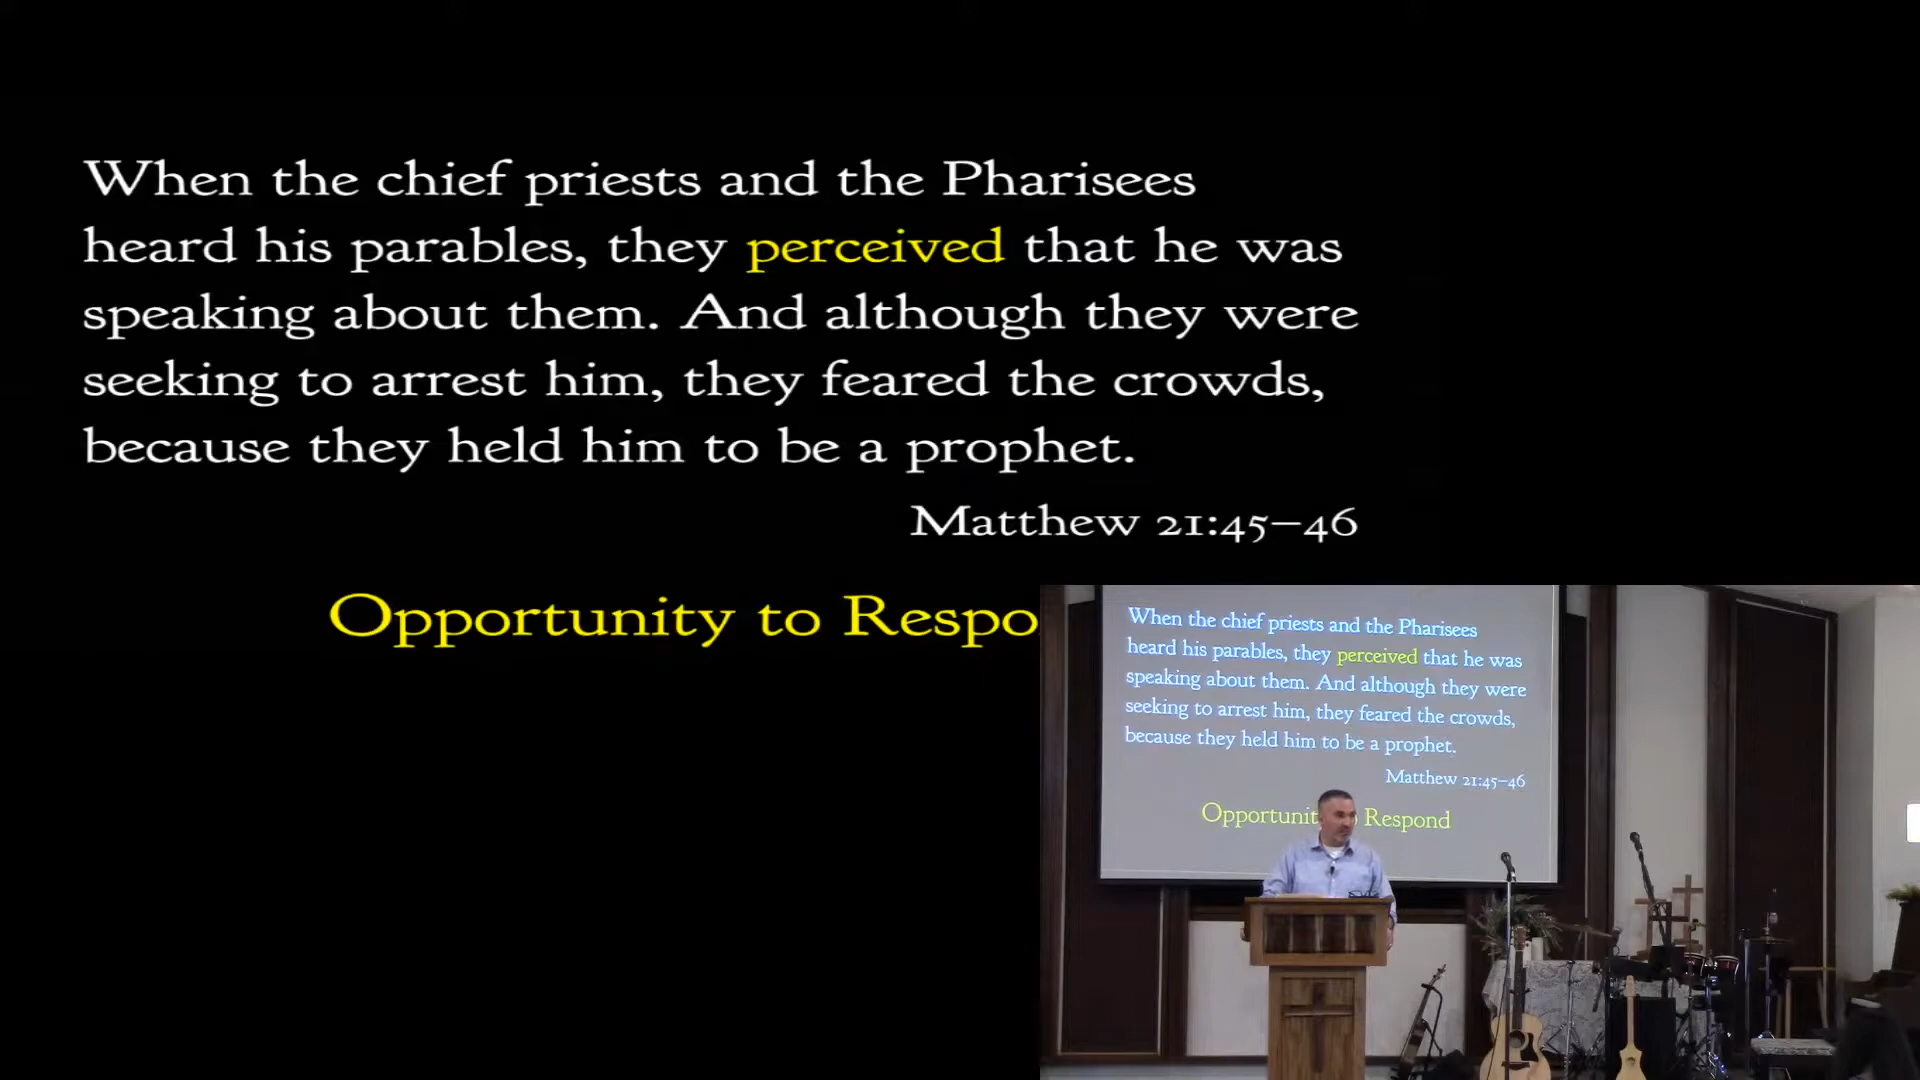 When the chief priests and the Pharisees
heard his parables, they perceived that he was
speaking about them. And although they were
seeking to arrest him, they feared the crowds,
because they held him to be a prophet.
Matthew 21:45–46
Opportunity to Respo
When the chief priests and the Pharisees
heard his parables, they perceived that he was
speaking about them. And although they were
seeking to arrest him, they feared the crowds,
because they held him to be a prophet.
Matthew 21:45–46
Opportunit Respond